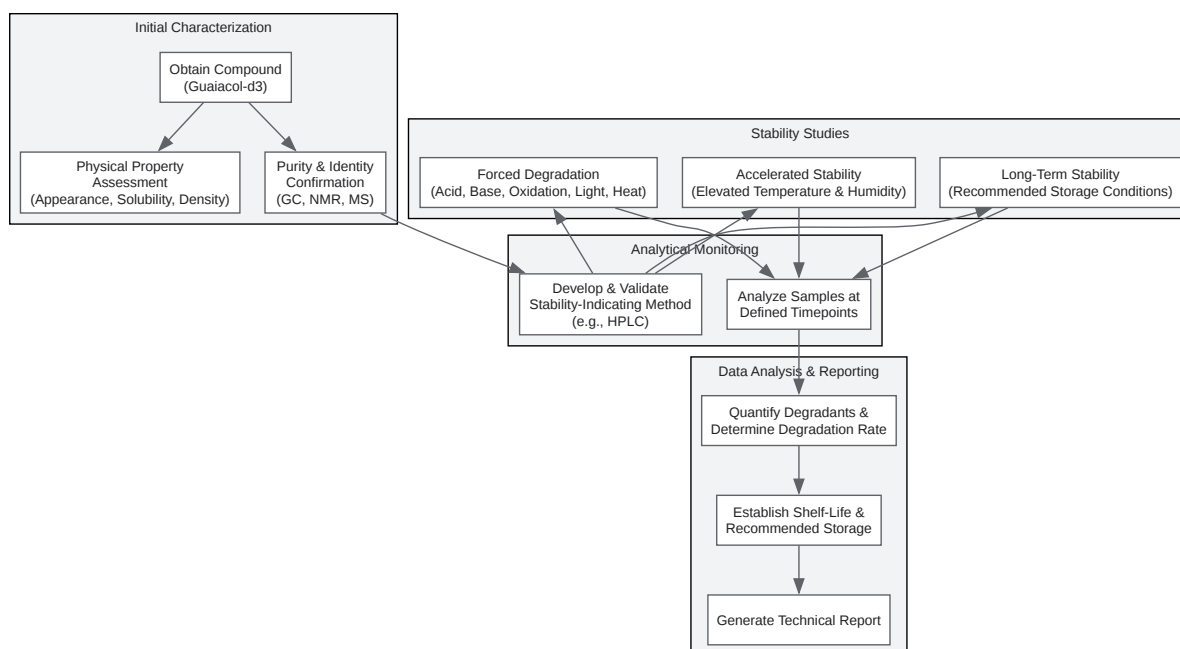 Initial Characterization
Obtain Compound
(Guaiacol-d3)
Physical Property
Assessment
(Appearance, Solubility, Density)
Purity & Identity
Confirmation
(GC, NMR, MS)
Stability Studies
Forced Degradation
(Acid, Base, Oxidation, Light, Heat)
Accelerated Stability
(Elevated Temperature & Humidity)
Long-Term Stability
(Recommended Storage Conditions)
Analytical Monitoring
Develop & Validate
Stability-Indicating Method
(e.g., HPLC)
Analyze Samples at
Defined Timepoints
Data Analysis & Reporting
Quantify Degradants &
Determine Degradation Rate
Establish Shelf-Life &
Recommended Storage
Generate Technical Report